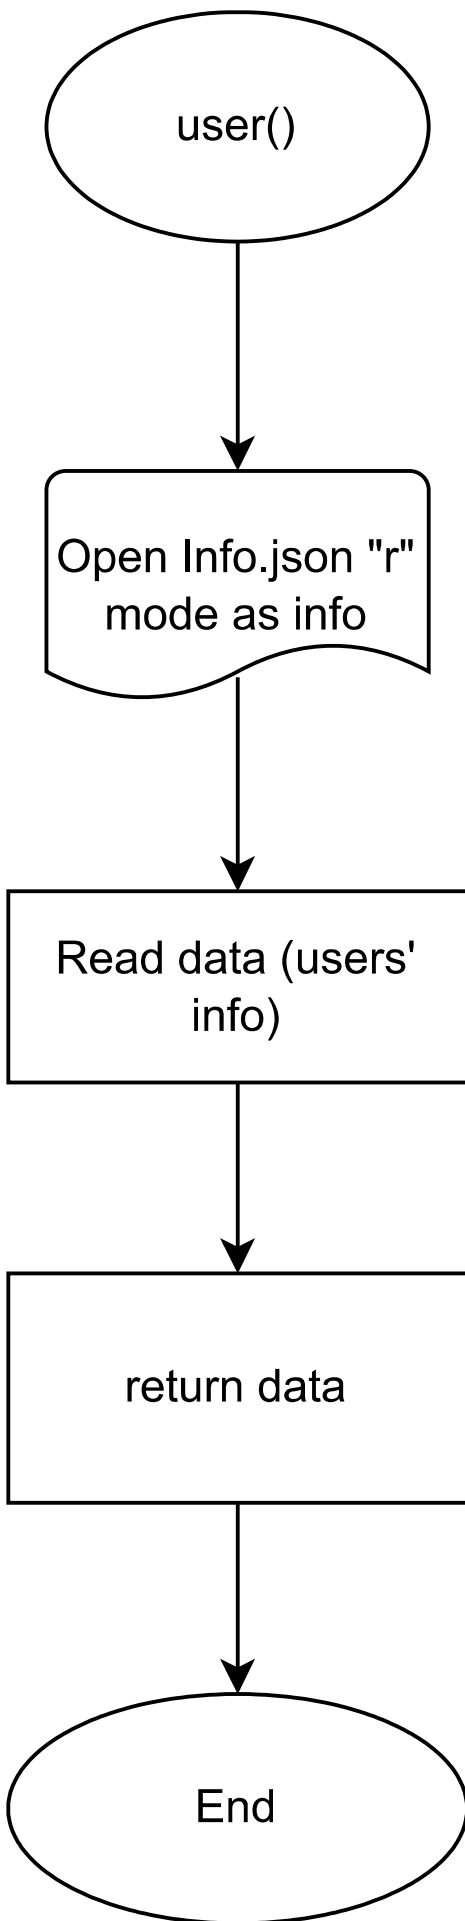 user()
Open Info.json "r"
mode as info
Read data (users'
info)
return data
End